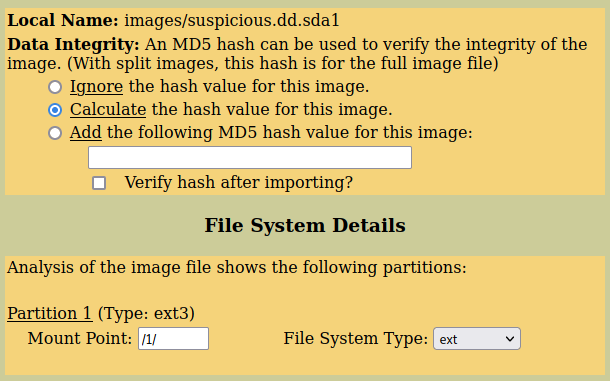 Local Name: images/suspicious.dd.sda1
Data Integrity: An MD5 hash can be used to verify the integrity of the
image. (With split images, this hash is for the full image file)
Ignore the hash value for this image.
Calculate the hash value for this image.
Add the following MD5 hash value for this image:
Verify hash after importing?
File System Details
Analysis of the image file shows the following partitions:
Partition 1 (Type: ext3)
Mount Point: /1/ File System Type: ext